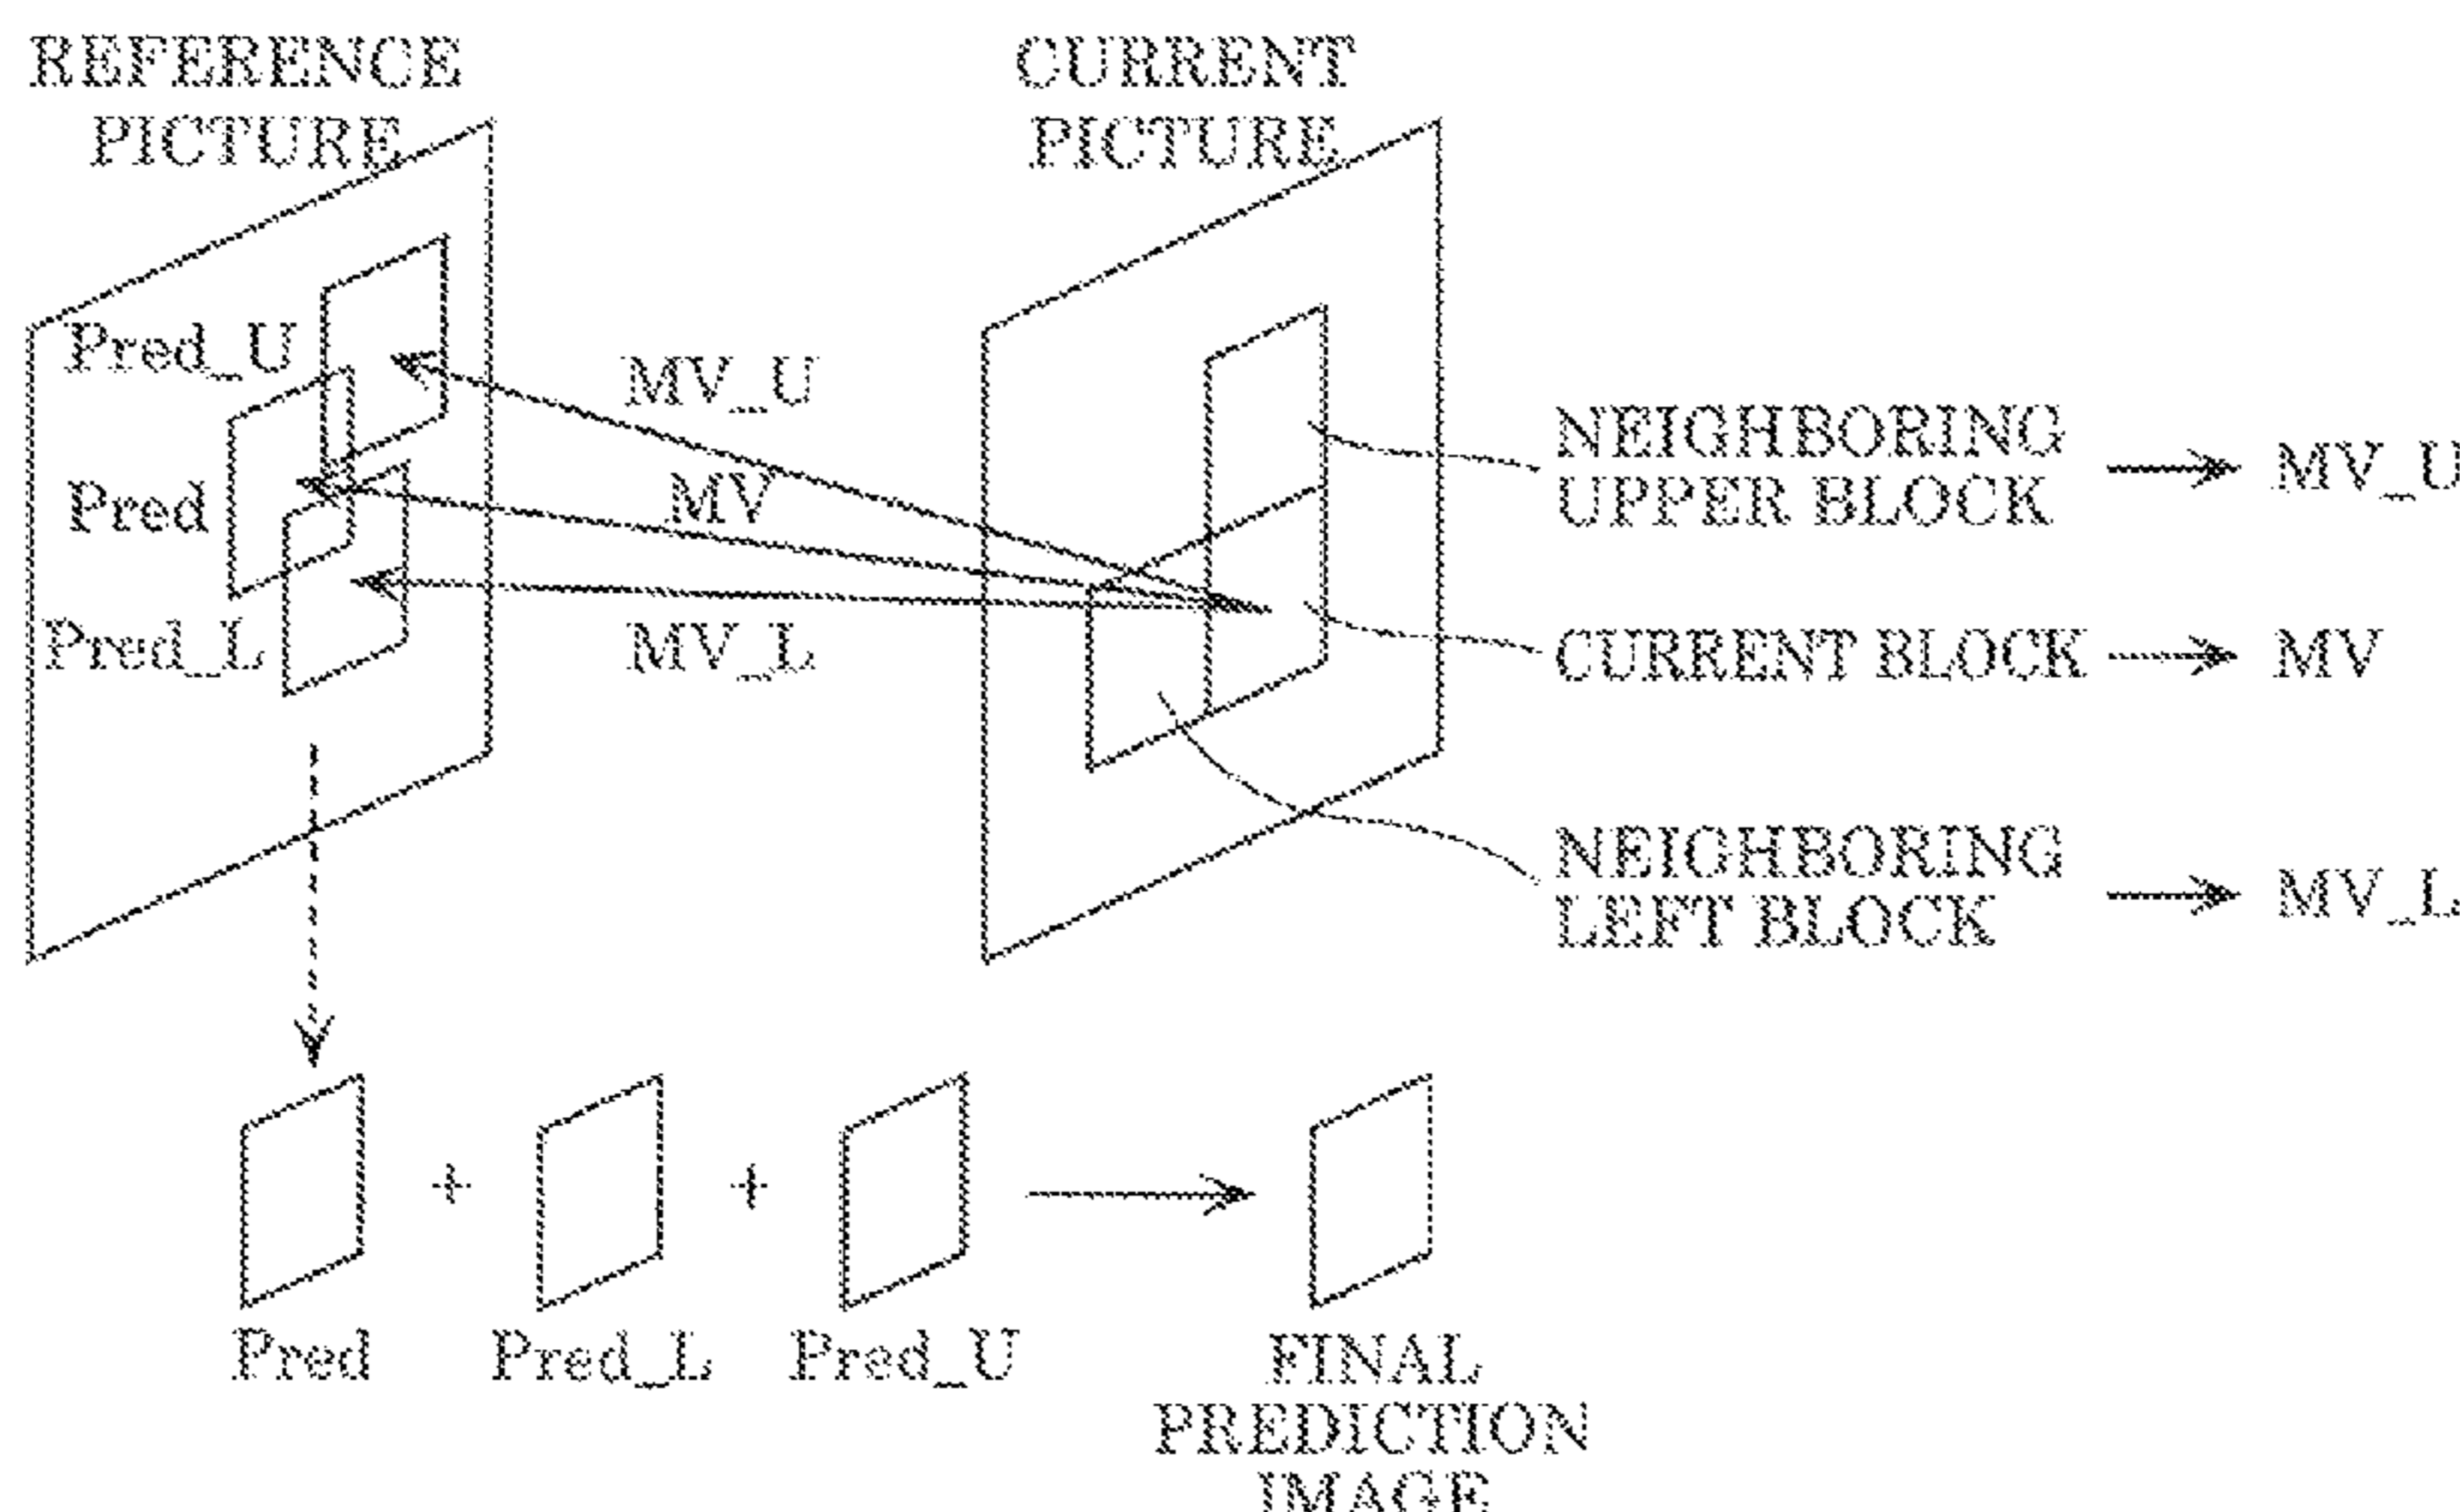 REFERENCE
PICTURE
CURRENT
PICTURE
Pred_U
MV_U
NEIGHBORING
UPPER BLOCK
MV_U
Pred
MV
Pred_L
MV_L
CURRENT BLOCK
MV
NEIGHBORING
LEFT BLOCK
MV_L
+
+
Pred
Pred_L
Pred_U
FINAL
PREDICTION
IMAGE